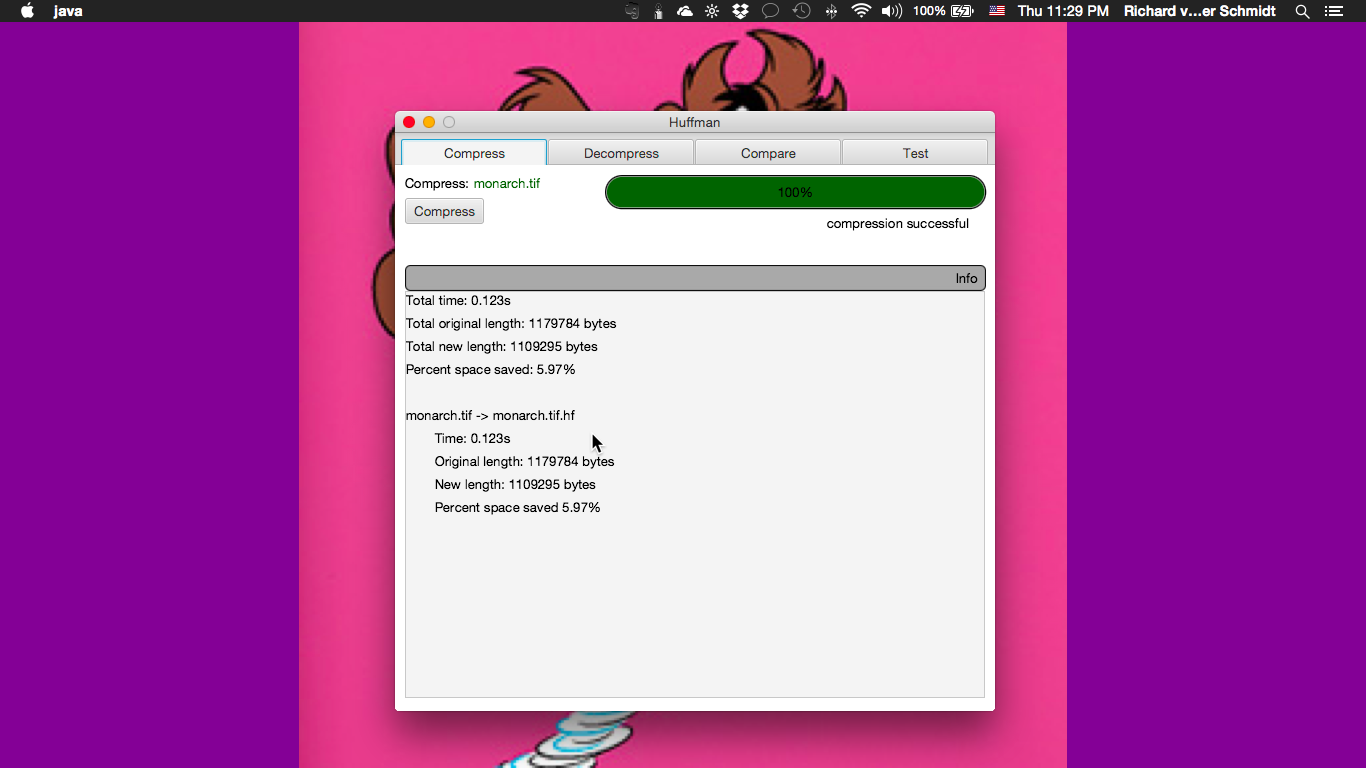 java
100%
Thu 11:29 PM
Richard v...er Schmidt
Huffman
Compress
Decompress
Compare
Test
Compress: monarch.tif
100%
Compress
compression successful
Info
Total time: 0.123s
Total original length: 1179784 bytes
Total new length: 1109295 bytes
Percent space saved: 5.97%
monarch.tif -> monarch.tif.hf
Time: 0.123s
Original length: 1179784 bytes
New length: 1109295 bytes
Percent space saved 5.97%